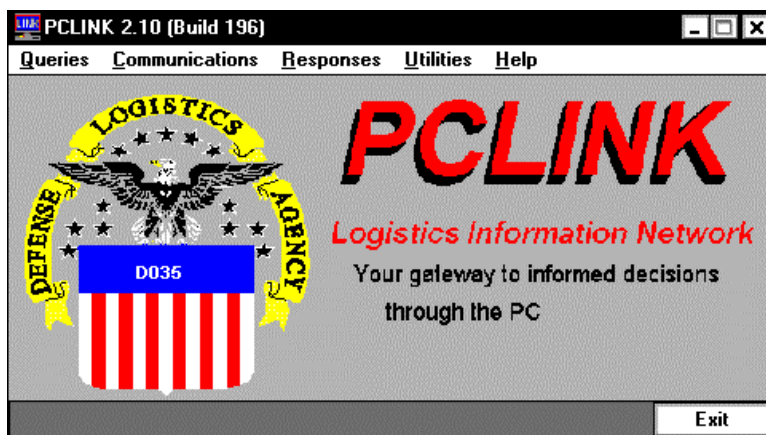 LINK
PCLINK 2.10 (Build 196)
Queries Communications Responses Utilities Help
DEFENSE LOGISTICS AGENCY
D035
PCLINK
Logistics Information Network
Your gateway to informed decisions
through the PC
Exit